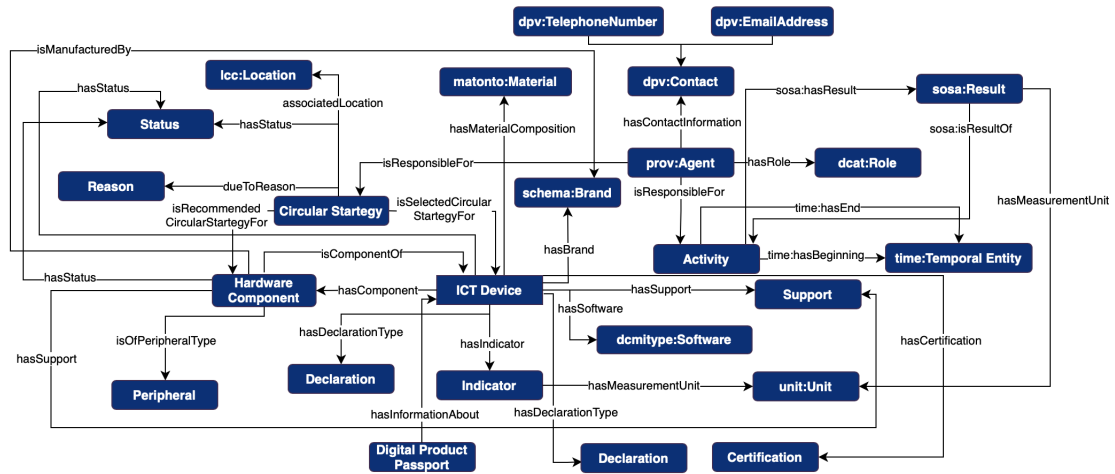 dpv:TelephoneNumber
dpv:EmailAddress
isManufacturedBy
lcc:Location
matonto:Material
dpv:Contact
sosa:hasResult
sosa:Result
hasStatus
associatedLocation
Status
hasStatus
hasMaterialComposition
hasContactInformation
sosa:isResultOf
isResponsibleFor
prov:Agent
hasRole
dcat:Role
Reason
dueToReason
schema:Brand
isResponsibleFor
hasMeasurementUnit
isRecommended
CircularStartegyFor
Circular Startegy
isSelectedCircular
StartegyFor
time:hasEnd
hasBrand
isComponentOf
Activity
time:hasBeginning
time:Temporal Entity
hasStatus
Hardware
Component
hasComponent
ICT Device
hasSupport
Support
hasSoftware
isOfPeripheralType
hasDeclarationType
hasIndicator
dcmitype:Software
hasCertification
hasSupport
Peripheral
Declaration
Indicator
hasMeasurementUnit
unit:Unit
hasInformationAbout
hasDeclarationType
Digital Product
Passport
Declaration
Certification